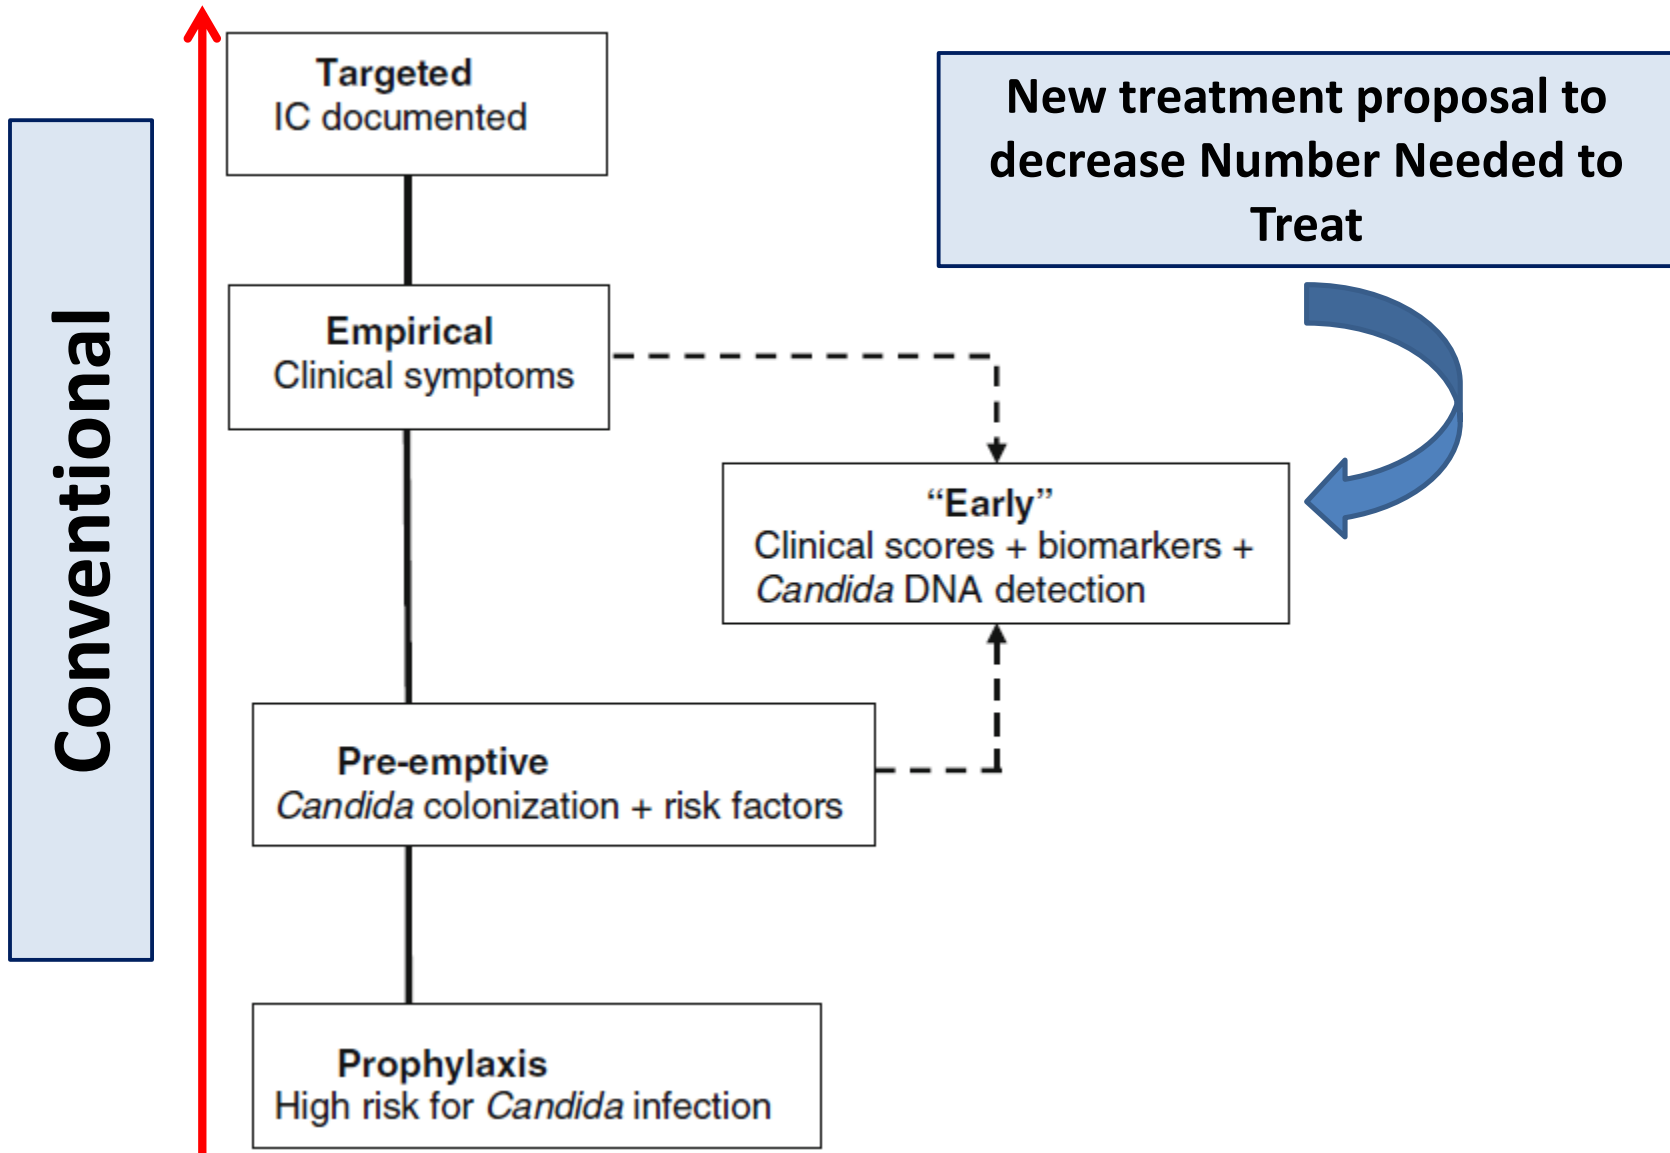 Conventional
Targeted
IC documented
Empirical
Clinical symptoms
Pre-emptive
Candida colonization + risk factors
Prophylaxis
High risk for Candida infection
New treatment proposal to
decrease Number Needed to
Treat
“Early”
Clinical scores + biomarkers +
Candida DNA detection